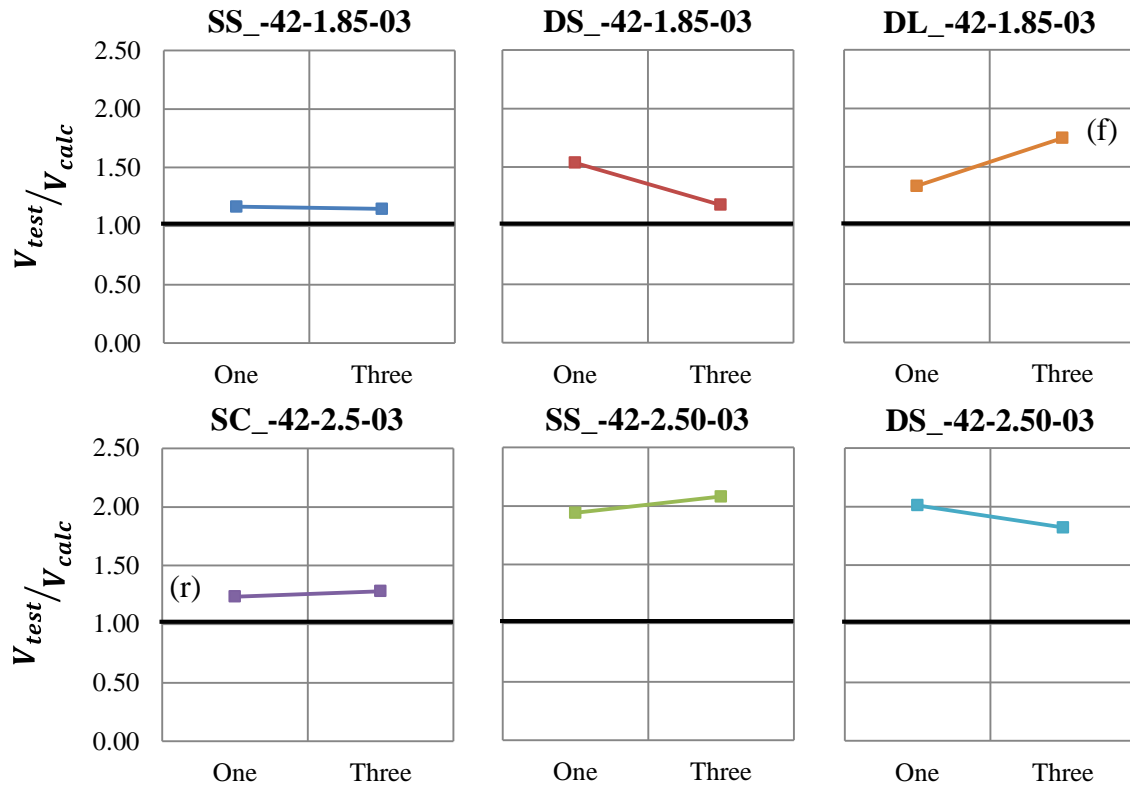 SS_-42-1.85-03 DS_-42-1.85-03 DL_-42-1.85-03
2.50
2.00
1.50
1.00
0.50
0.00
V_test/V_calc
(f)
One Three One Three One Three
SC_-42-2.5-03 SS_-42-2.50-03 DS_-42-2.50-03
2.50
2.00
1.50
1.00
0.50
0.00
V_test/V_calc
(r)
One Three One Three One Three